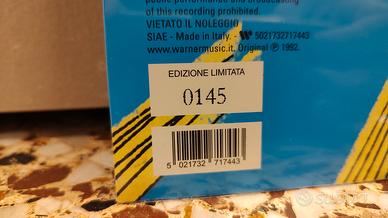 public performance and broadcasting
of this recording prohibited.
VIETATO IL NOLEGGIO
SIAE - Made in Italy. - 5021732717443
www.warnermusic.it. Original ℗ 1992.
EDIZIONE LIMITATA
0145
5 021732 717443
subito